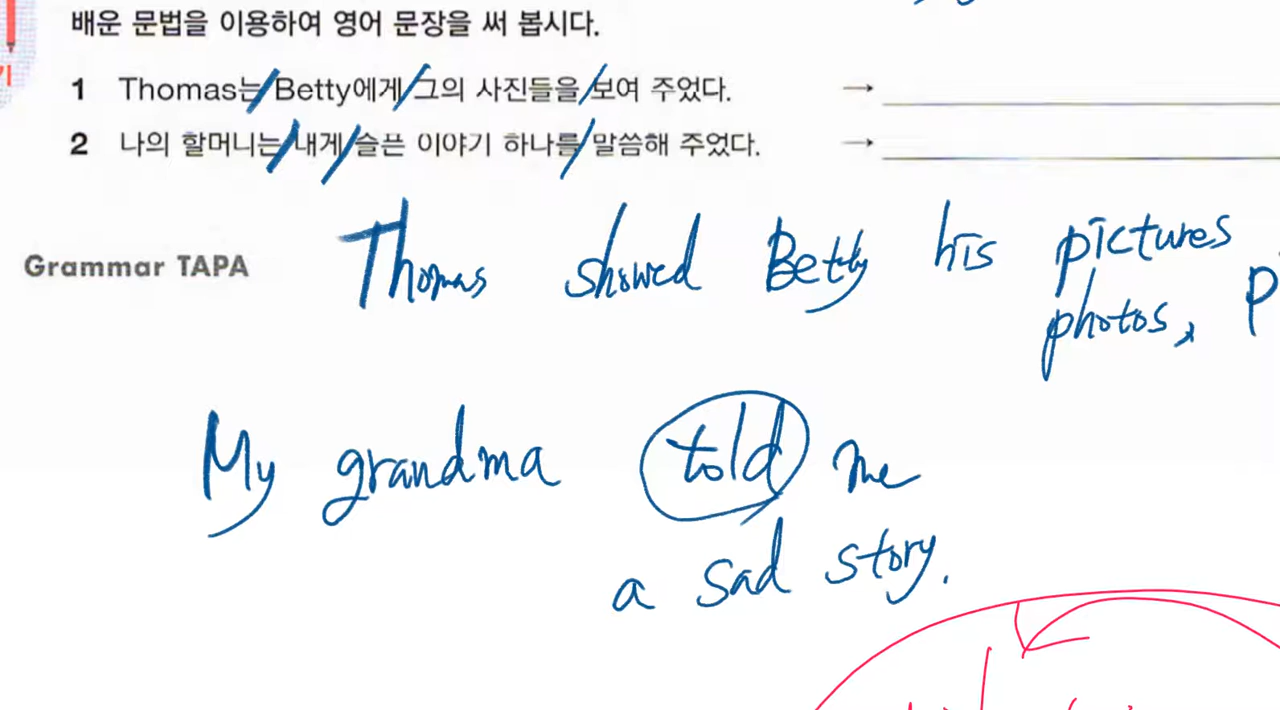 배운 문법을 이용하여 영어 문장을 써 봅시다.
1 Thomas는/Betty에게/그의 사진들을/보여 주었다. →
2 나의 할머니는/내게/슬픈 이야기 하나를/말씀해 주었다. →
Thomas showed Betty his pictures
Grammar TAPA
photos, P
My grandma told me
a sad story.